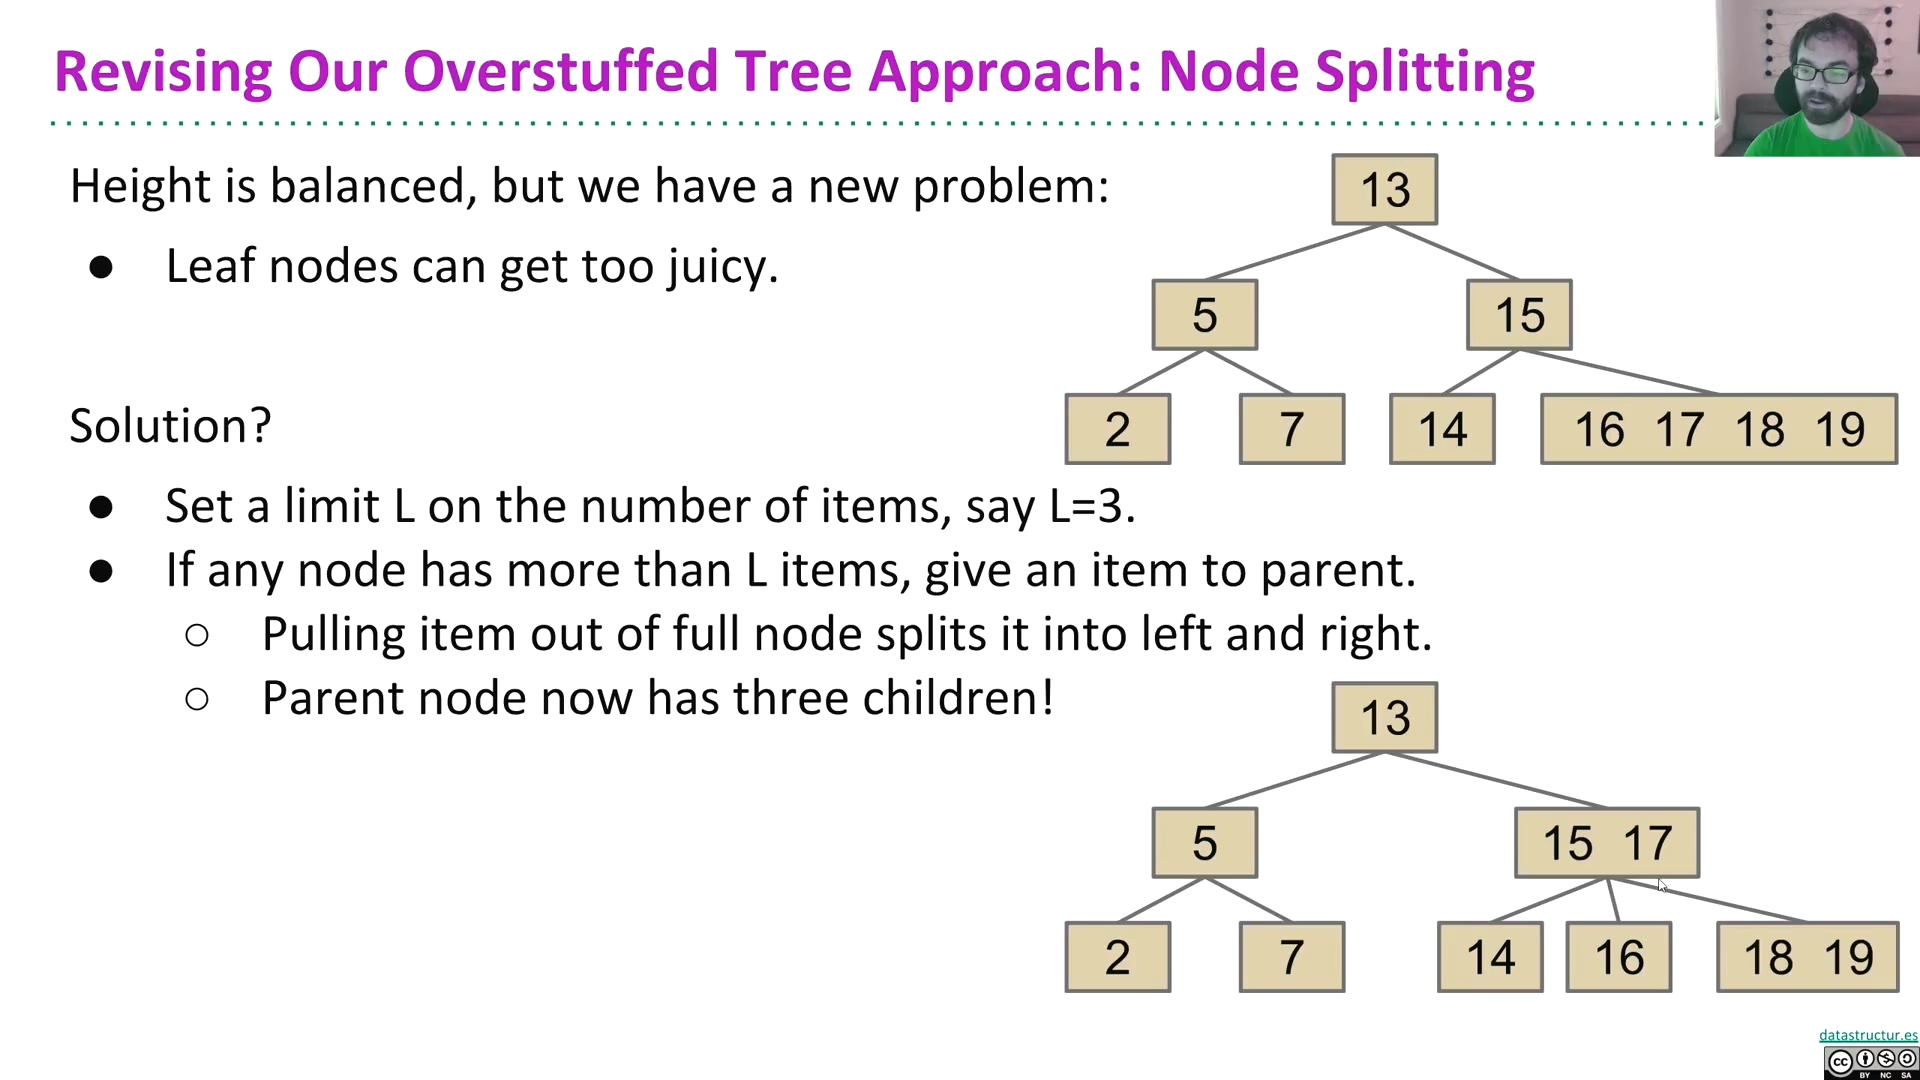 Revising Our Overstuffed Tree Approach: Node Splitting
Height is balanced, but we have a new problem:
● Leaf nodes can get too juicy.
13
5 15
2 7 14 16 17 18 19
Solution?
● Set a limit L on the number of items, say L=3.
● If any node has more than L items, give an item to parent.
○ Pulling item out of full node splits it into left and right.
○ Parent node now has three children!
13
5 15 17
2 7 14 16 18 19
datastructur.es
cc BY NC SA